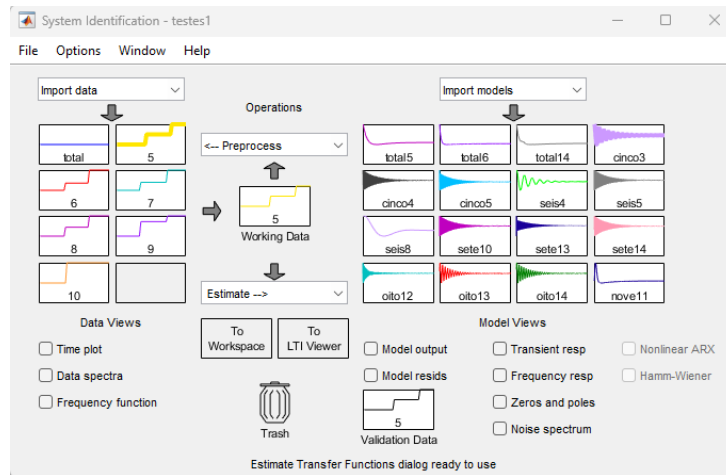 System Identification - testes1
File Options Window Help
Import data
Operations
Import models
total 5
<-- Preprocess
total5 total6 total14 cinco3
6 7
5
Working Data
cinco4 cinco5 seis4 seis5
8 9
seis8 sete10 sete13 sete14
10
Estimate -->
oito12 oito13 oito14 nove11
Data Views
Model Views
To Workspace
To LTI Viewer
Time plot
Data spectra
Frequency function
Model output
Model resids
Transient resp
Frequency resp
Zeros and poles
Noise spectrum
Nonlinear ARX
Hamm-Wiener
Trash
5
Validation Data
Estimate Transfer Functions dialog ready to use